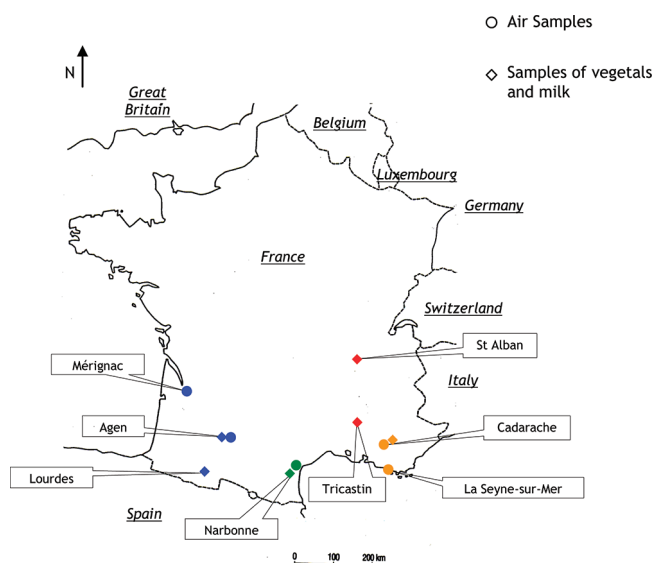 Air Samples
Samples of vegetals
and milk
N
Great
Britain
Belgium
Luxembourg
Germany
France
Switzerland
St Alban
Mérignac
Italy
Agen
Cadarache
Lourdes
Tricastin
La Seyne-sur-Mer
Spain
Narbonne
0 100 200 km